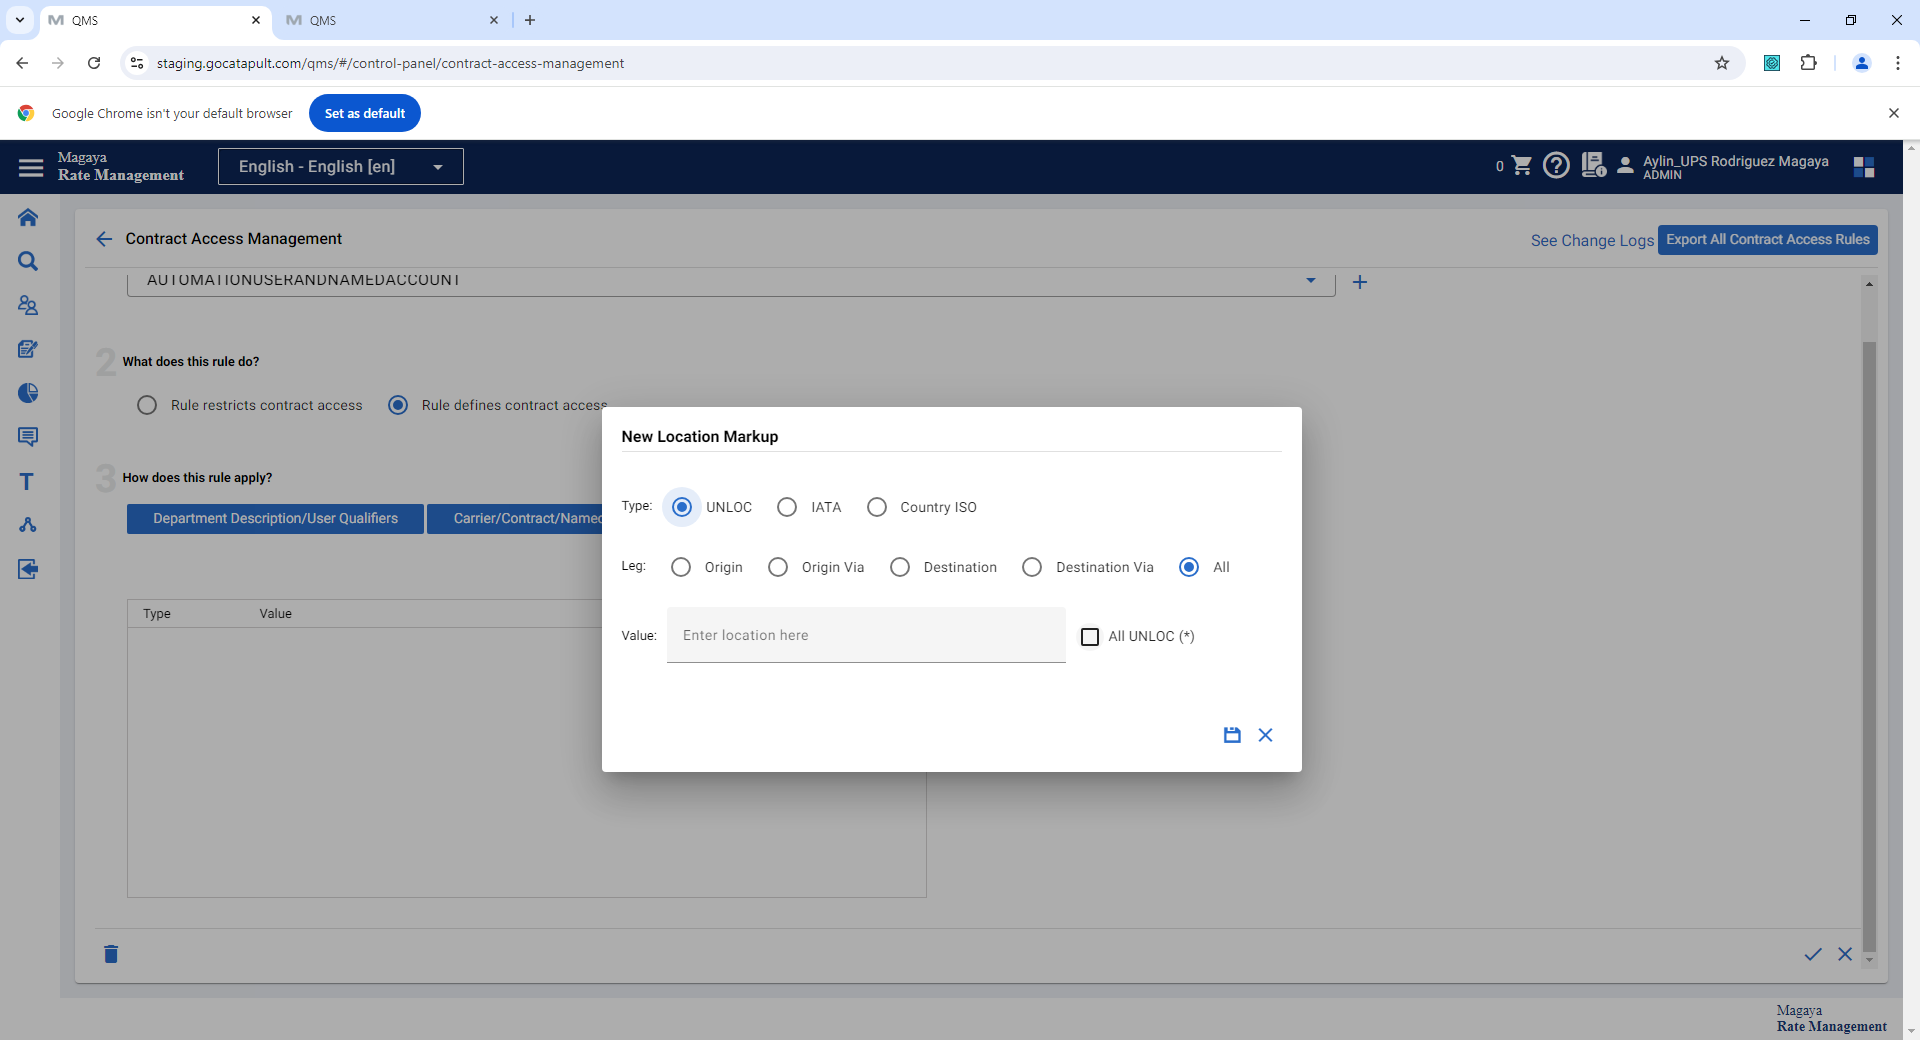 QMS
QMS
staging.gocatapult.com/qms/#/control-panel/contract-access-management
Google Chrome isn't your default browser
Set as default
Magaya
Rate Management
English - English [en]
0
Aylin_UPS Rodriguez Magaya
ADMIN
Contract Access Management
See Change Logs
Export All Contract Access Rules
AUTOMATIONUSERANDNAMEDACCOUNT
2 What does this rule do?
Rule restricts contract access
Rule defines contract access
3 How does this rule apply?
Department Description/User Qualifiers
Carrier/Contract/Named
Type
Value
New Location Markup
Type:
UNLOC
IATA
Country ISO
Leg:
Origin
Origin Via
Destination
Destination Via
All
Value:
Enter location here
All UNLOC (*)
Magaya
Rate Management